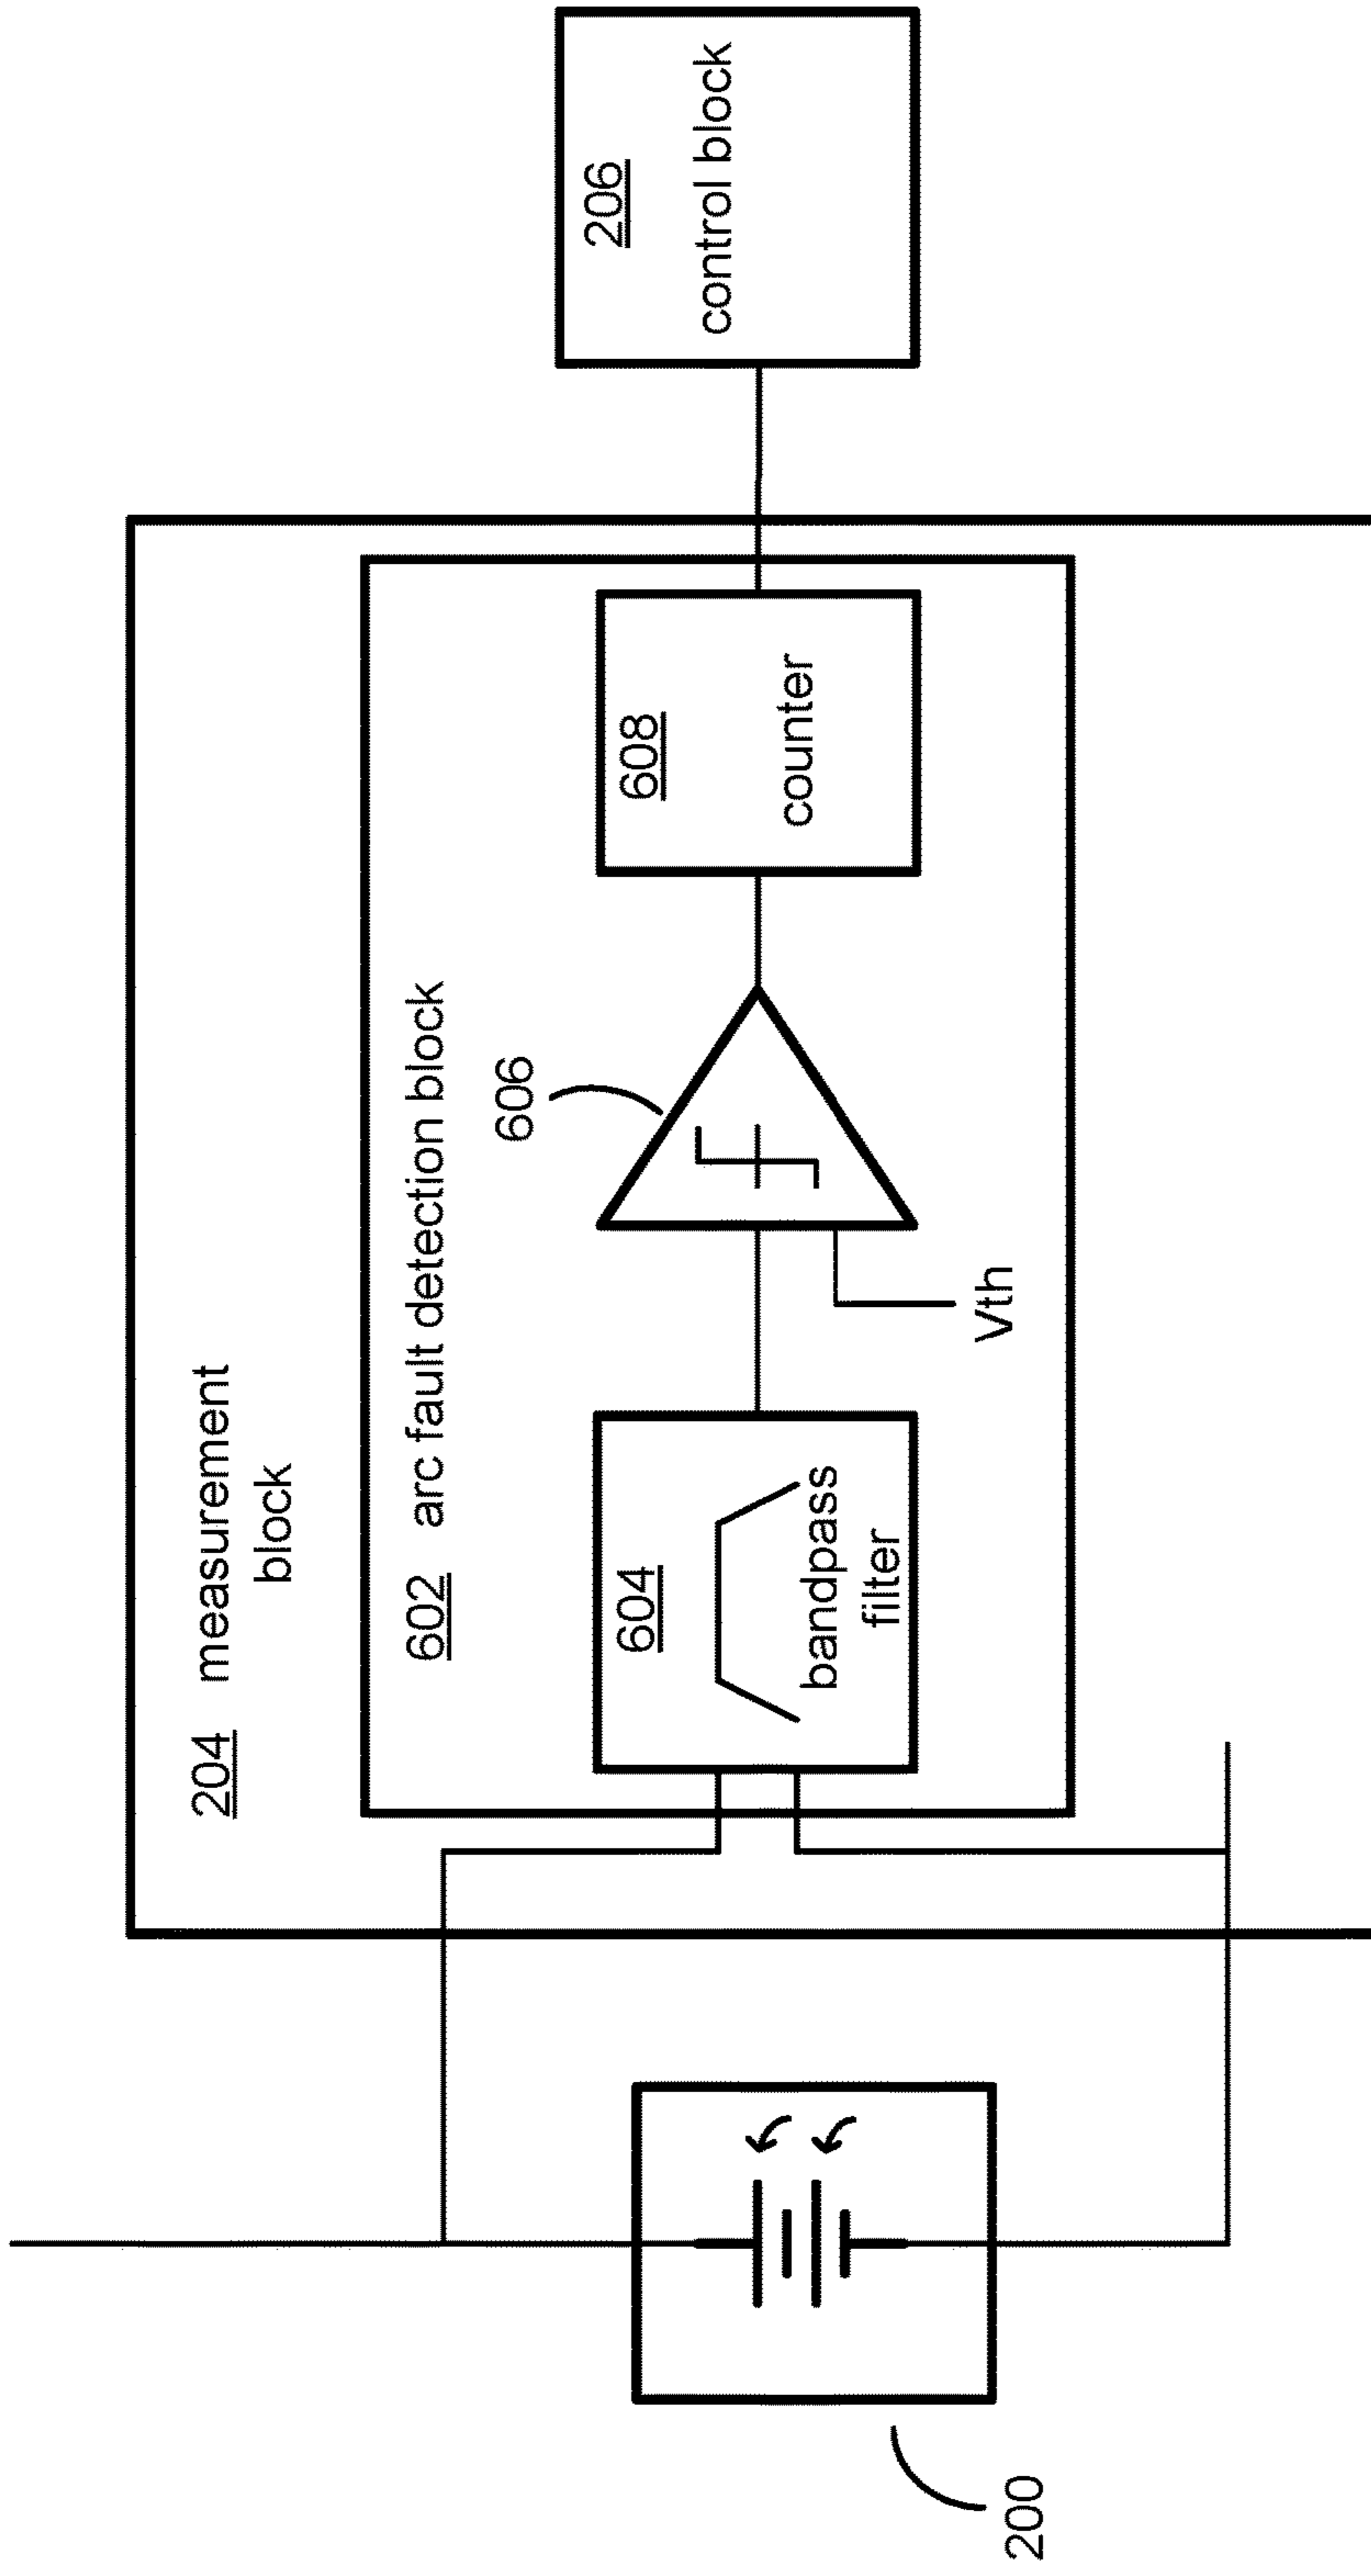 204 measurement
block
602 arc fault detection block
604
bandpass
filter
606
Vth
608
counter
206
control block
200